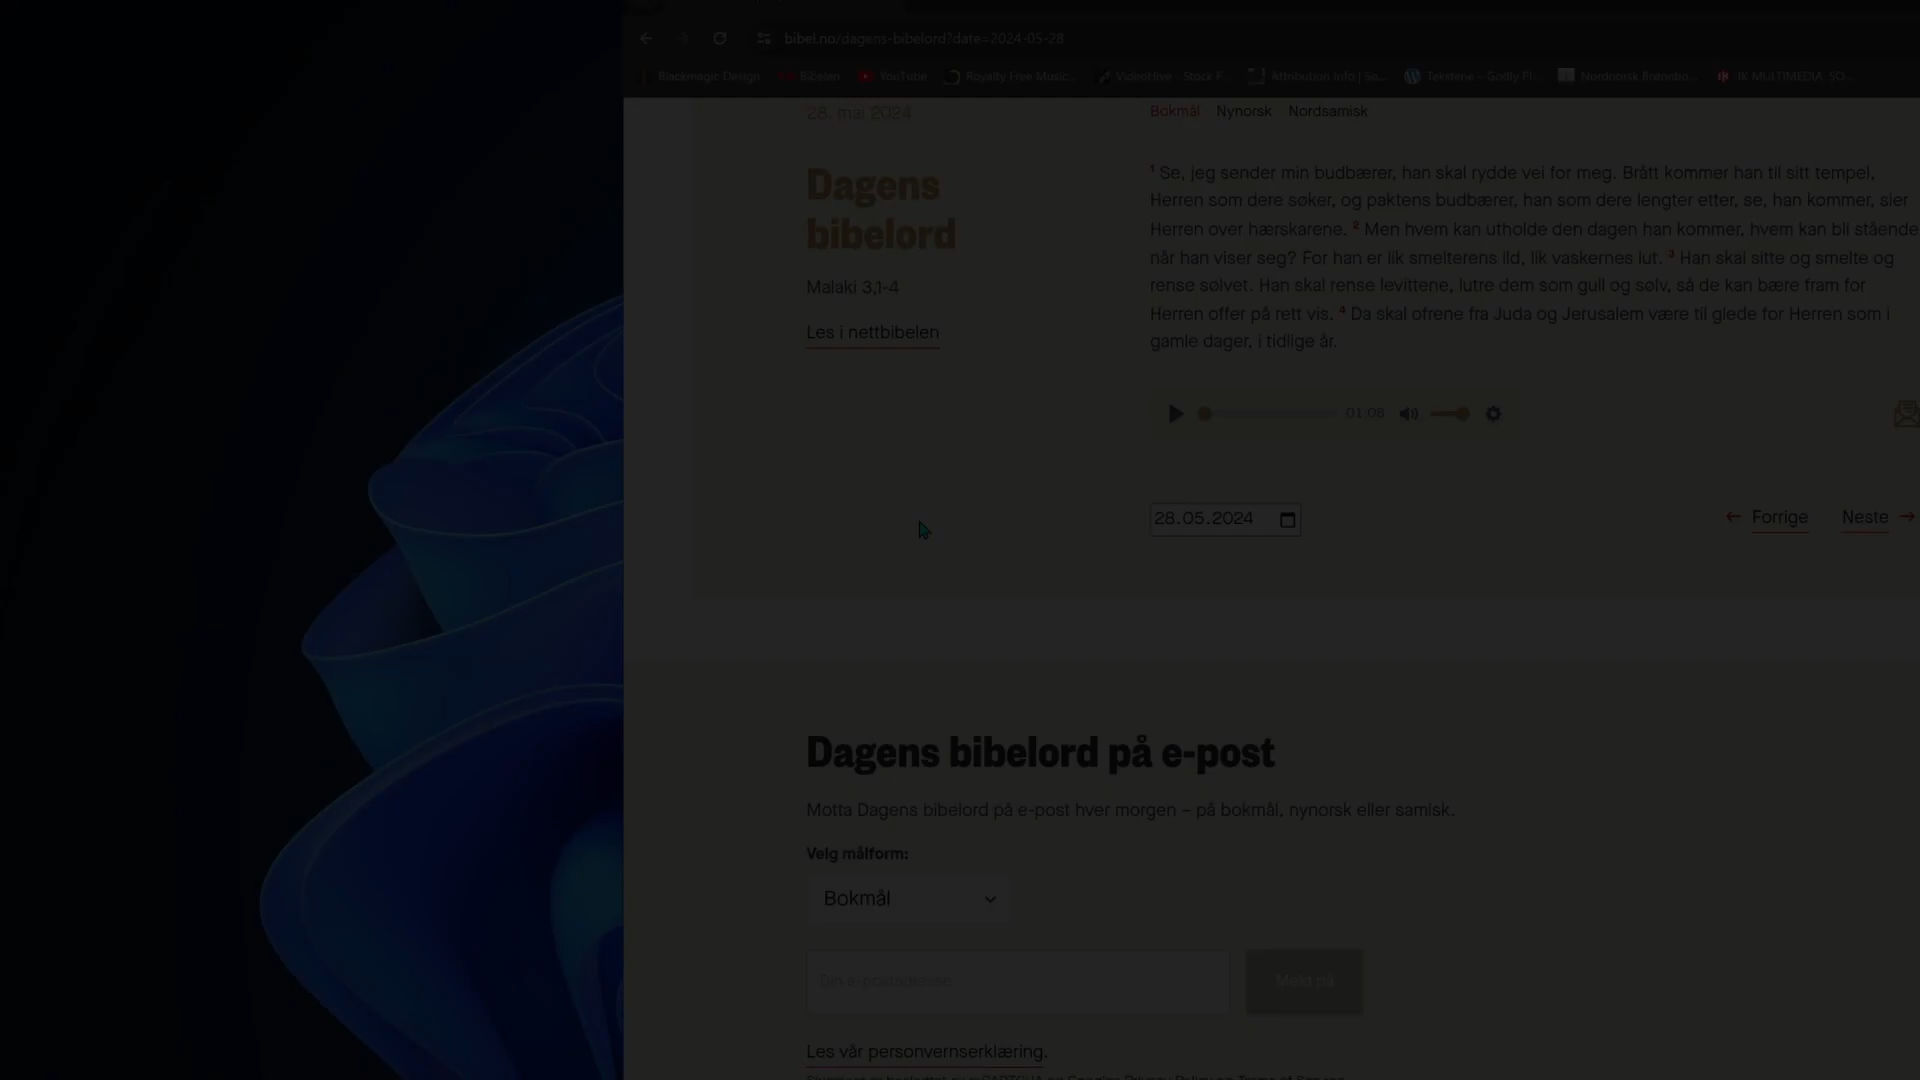 bibel.no/dagens-bibelord?date=2024-05-28
Blackmagic Design Bibelen YouTube Royalty Free Music... VideoHive - Stock F... Attribution Info | So... Tekstene – Godly Pl... Nordnorsk Brønnbo... IK MULTIMEDIA. SO...
28. mai 2024
Bokmål Nynorsk Nordsamisk
Dagens
bibelord
Malaki 3,1-4
Les i nettbibelen
1 Se, jeg sender min budbærer, han skal rydde vei for meg. Brått kommer han til sitt tempel,
Herren som dere søker, og paktens budbærer, han som dere lengter etter, se, han kommer, sier
Herren over hærskarene. 2 Men hvem kan utholde den dagen han kommer, hvem kan bli stående
når han viser seg? For han er lik smelterens ild, lik vaskernes lut. 3 Han skal sitte og smelte og
rense sølvet. Han skal rense levittene, lutre dem som gull og sølv, så de kan bære fram for
Herren offer på rett vis. 4 Da skal ofrene fra Juda og Jerusalem være til glede for Herren som i
gamle dager, i tidlige år.
01:08
28.05.2024
← Forrige Neste →
Dagens bibelord på e-post
Motta Dagens bibelord på e-post hver morgen – på bokmål, nynorsk eller samisk.
Velg målform:
Bokmål
Din e-postadresse
Meld på
Les vår personvernserklæring.